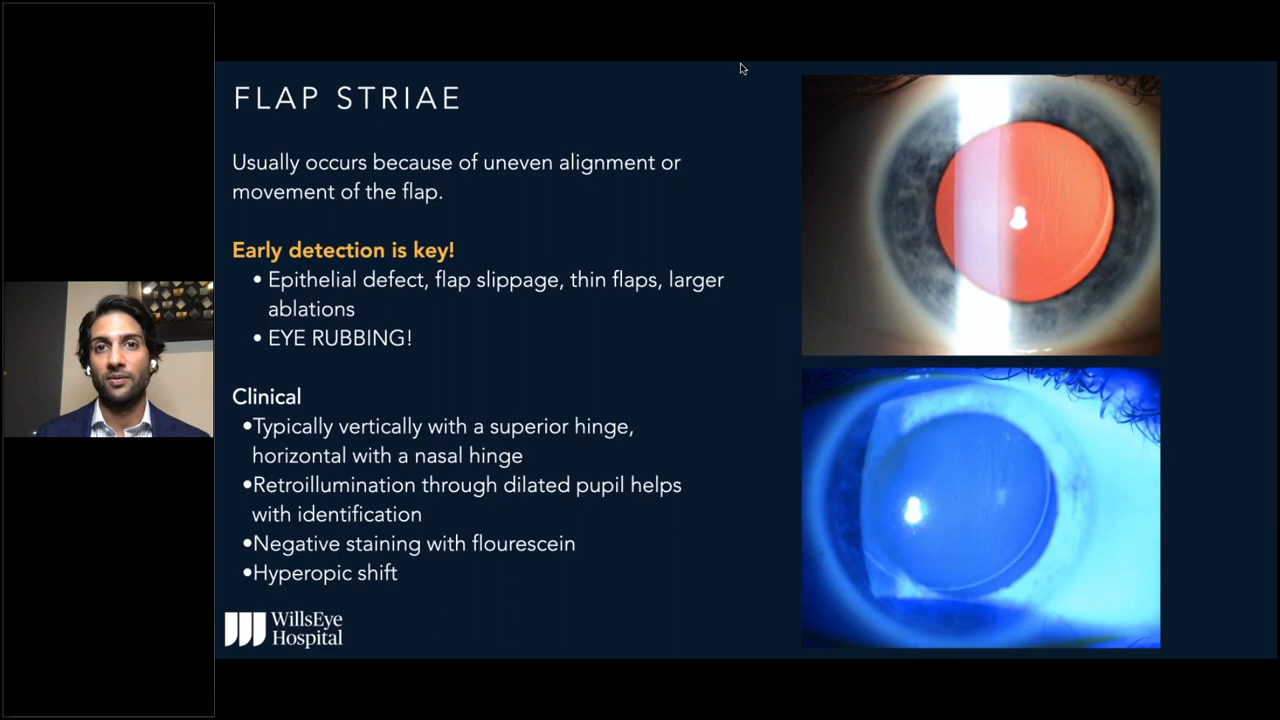 FLAP STRIAE
Usually occurs because of uneven alignment or
movement of the flap.
Early detection is key!
• Epithelial defect, flap slippage, thin flaps, larger
ablations
• EYE RUBBING!
Clinical
•Typically vertically with a superior hinge,
horizontal with a nasal hinge
•Retroillumination through dilated pupil helps
with identification
•Negative staining with flourescein
•Hyperopic shift
WillsEye
Hospital